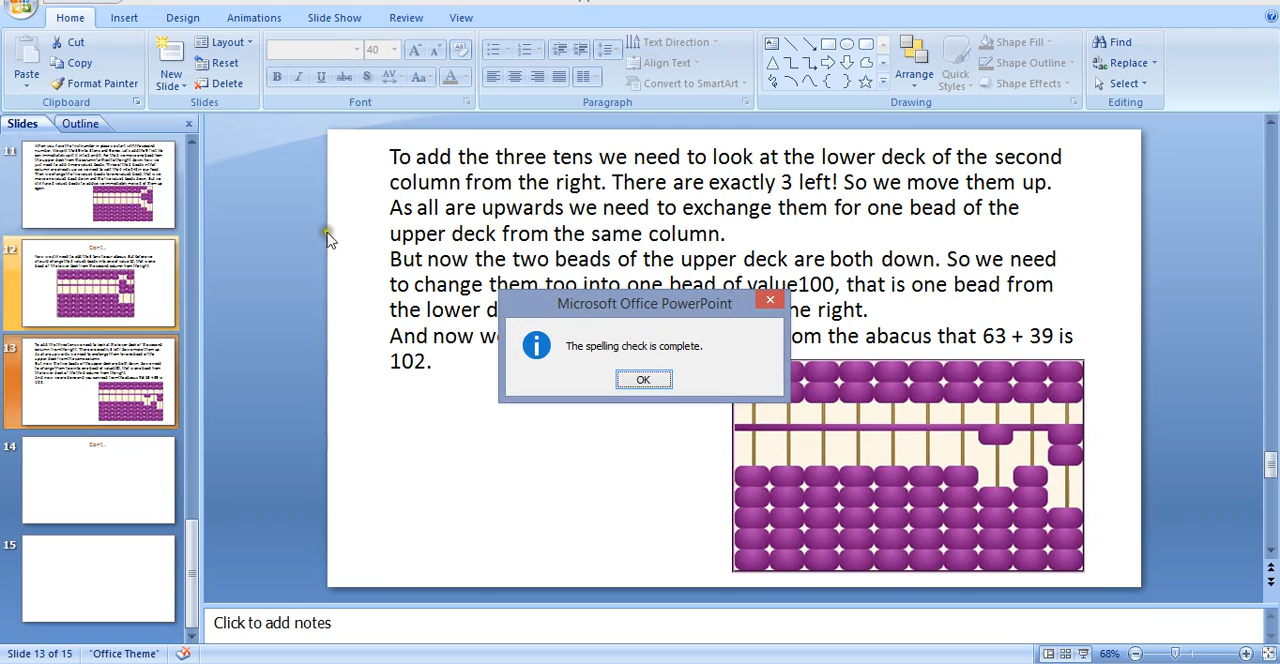 Home Insert Design Animations Slide Show Review View
Cut
Copy
Format Painter
Paste
Clipboard
New
Slide
Layout
Reset
Delete
Slides
40
B I U abc S AV Aa A
Font
Text Direction
Align Text
Convert to SmartArt
Paragraph
Arrange
Quick
Styles
Shape Fill
Shape Outline
Shape Effects
Drawing
Find
Replace
Select
Editing
Slides Outline
11
12
Cont.
13
14
Cont.
15
To add the three tens we need to look at the lower deck of the second
column from the right. There are exactly 3 left! So we move them up.
As all are upwards we need to exchange them for one bead of the
upper deck from the same column.
But now the two beads of the upper deck are both down. So we need
to change them too into one bead of value100, that is one bead from
the lower d he right.
And now we om the abacus that 63 + 39 is
102.
Microsoft Office PowerPoint
The spelling check is complete.
OK
Click to add notes
Slide 13 of 15 "Office Theme" 68%